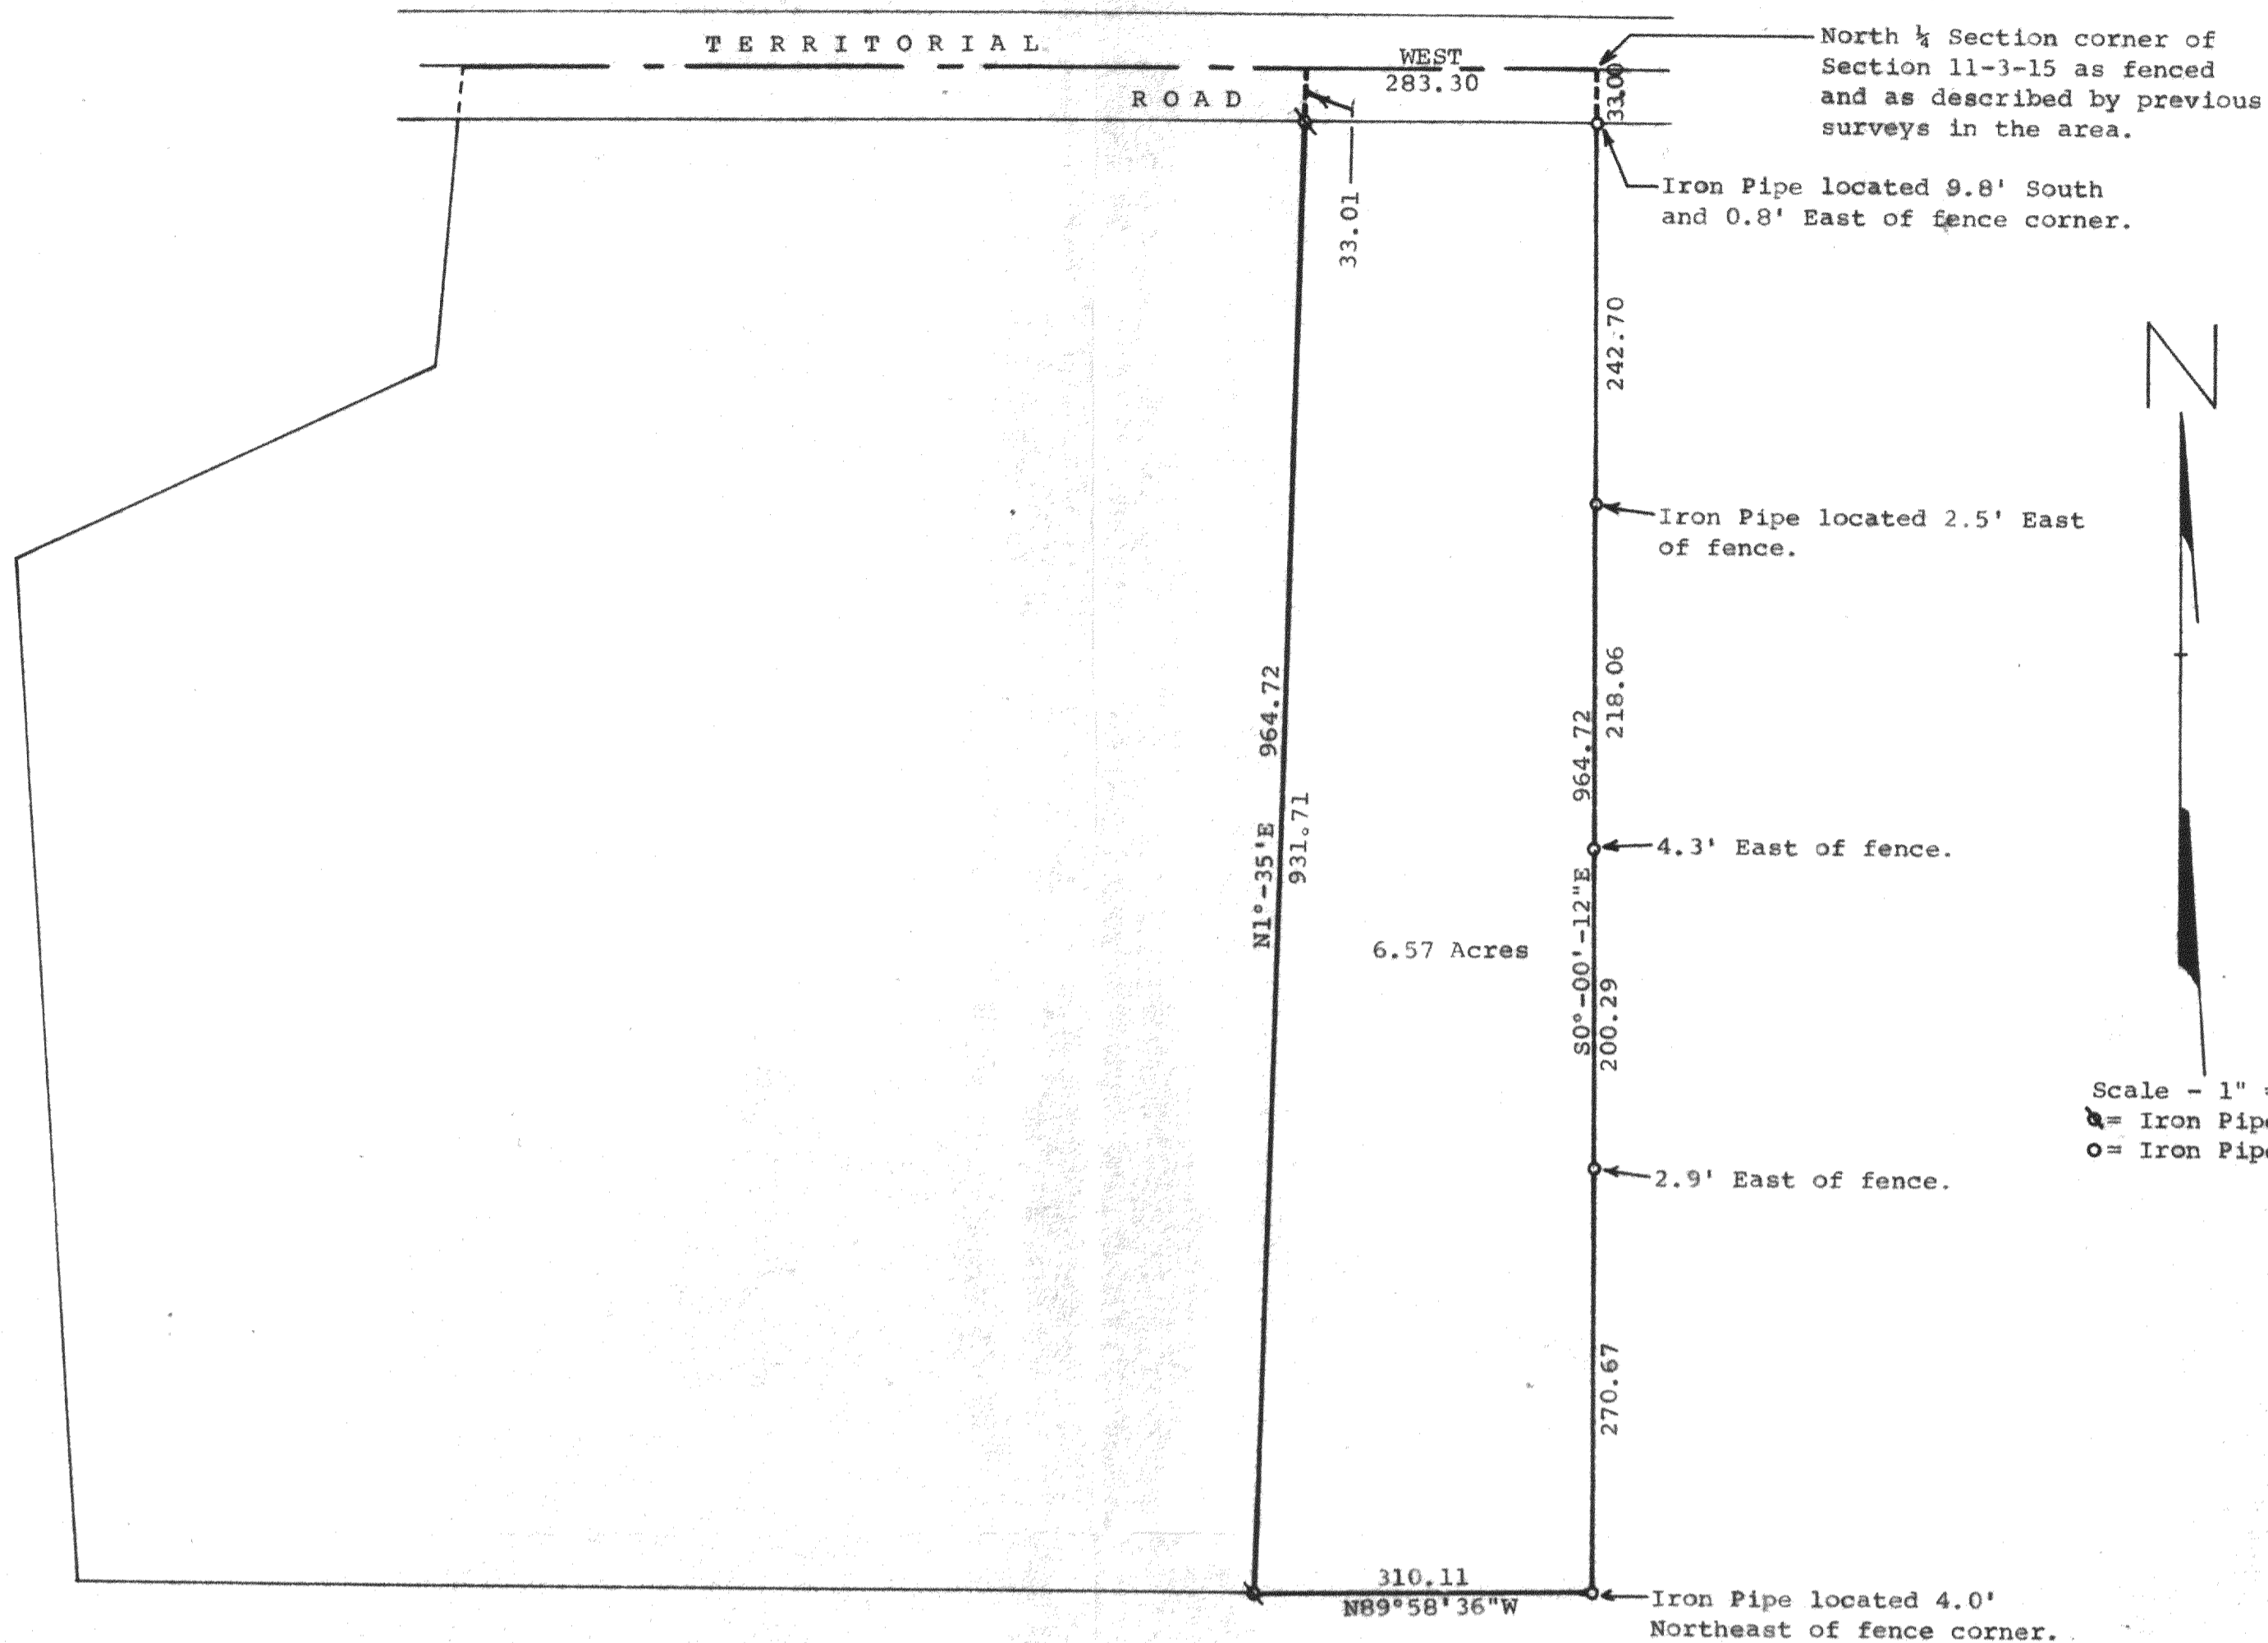 TERRITORIAL
ROAD
WEST
283.30
33.00
North ¼ Section corner of
Section 11-3-15 as fenced
and as described by previous
surveys in the area.
Iron Pipe located 9.8' South
and 0.8' East of fence corner.
33.01
242.70
N
Iron Pipe located 2.5' East
of fence.
218.06
964.72
S0°-00'-12"E
964.72
N1°-35'E
931.71
4.3' East of fence.
6.57 Acres
200.29
Scale - 1" =
= Iron Pipe
= Iron Pipe
2.9' East of fence.
270.67
310.11
N89°58'36"W
Iron Pipe located 4.0'
Northeast of fence corner.